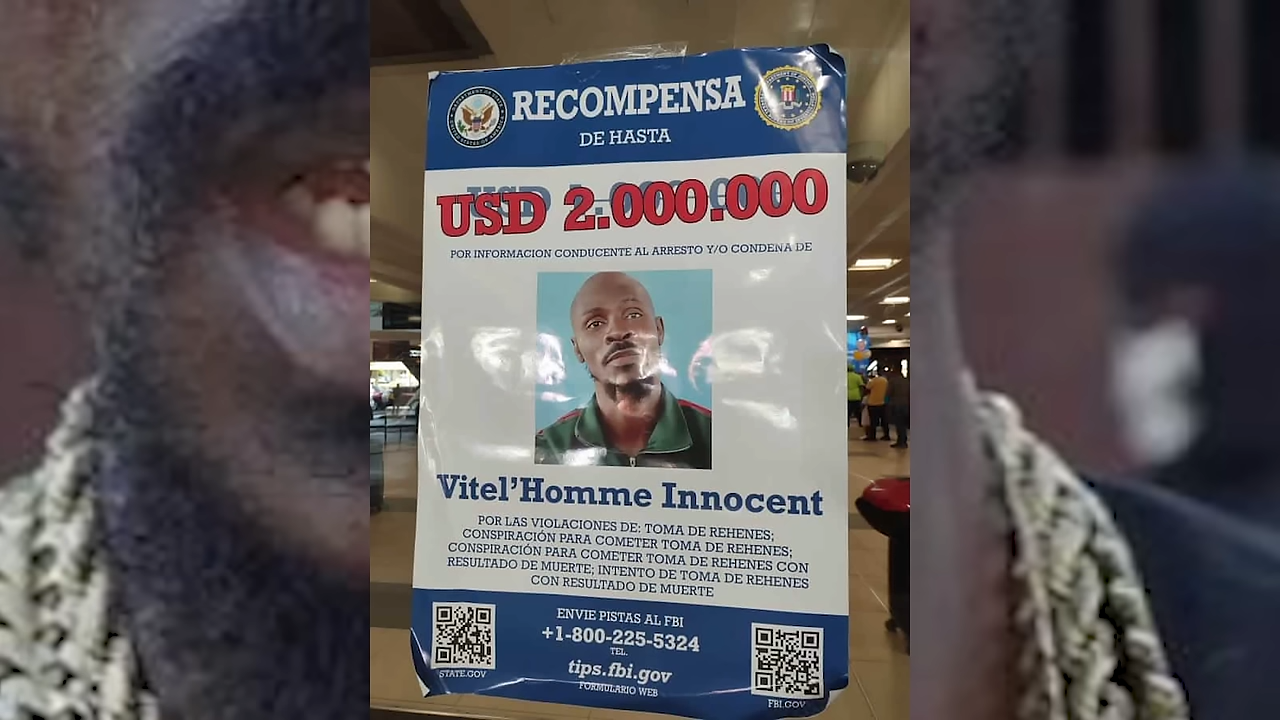 RECOMPENSA
DE HASTA
USD 2.000.000
POR INFORMACION CONDUCENTE AL ARRESTO Y/O CONDENA DE
Vitel'Homme Innocent
POR LAS VIOLACIONES DE: TOMA DE REHENES;
CONSPIRACIÓN PARA COMETER TOMA DE REHENES;
CONSPIRACIÓN PARA COMETER TOMA DE REHENES CON
RESULTADO DE MUERTE; INTENTO DE TOMA DE REHENES
CON RESULTADO DE MUERTE
ENVIE PISTAS AL FBI
+1-800-225-5324
TEL.
tips.fbi.gov
FORMULARIO WEB
STATE.GOV
FBI.GOV